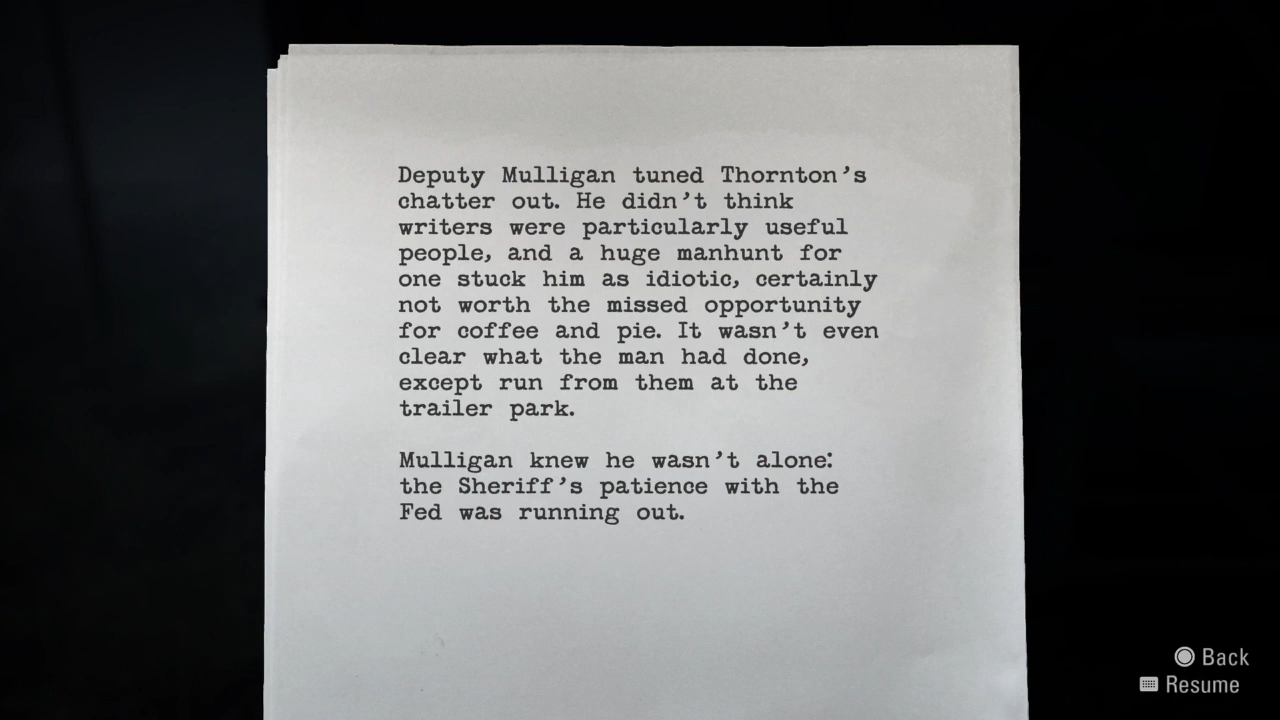 Deputy Mulligan tuned Thornton's
chatter out. He didn't think
writers were particularly useful
people, and a huge manhunt for
one stuck him as idiotic, certainly
not worth the missed opportunity
for coffee and pie. It wasn't even
clear what the man had done,
except run from them at the
trailer park.
Mulligan knew he wasn't alone:
the Sheriff's patience with the
Fed was running out.
Back
Resume